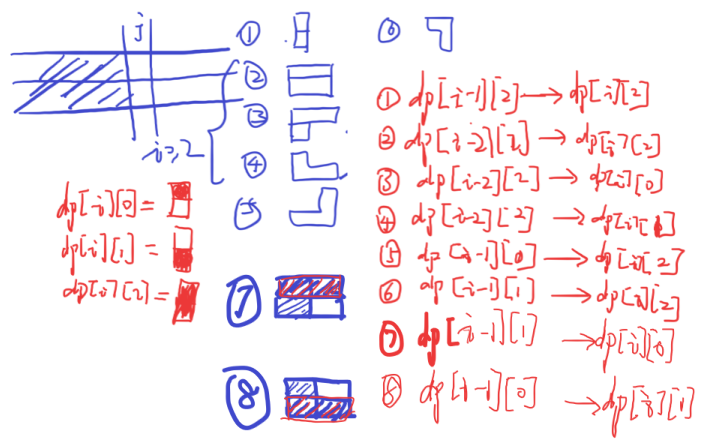 j
i>,2
①
②
③
④
⑤
⑥
dp[i][0]=
dp[i][1]=
dp[i][2]=
⑦
⑧
① dp[i-1][2]→dp[i][2]
② dp[i-2][2]→dp[i][2]
③ dp[i-2][2]→dp[i][0]
④ dp[i-2][2]→dp[i][1]
⑤ dp[i-1][0]→dp[i][2]
⑥ dp[i-1][1]→dp[i][2]
⑦ dp[i-1][1]→dp[i][0]
⑧ dp[i-1][0]→dp[i][1]